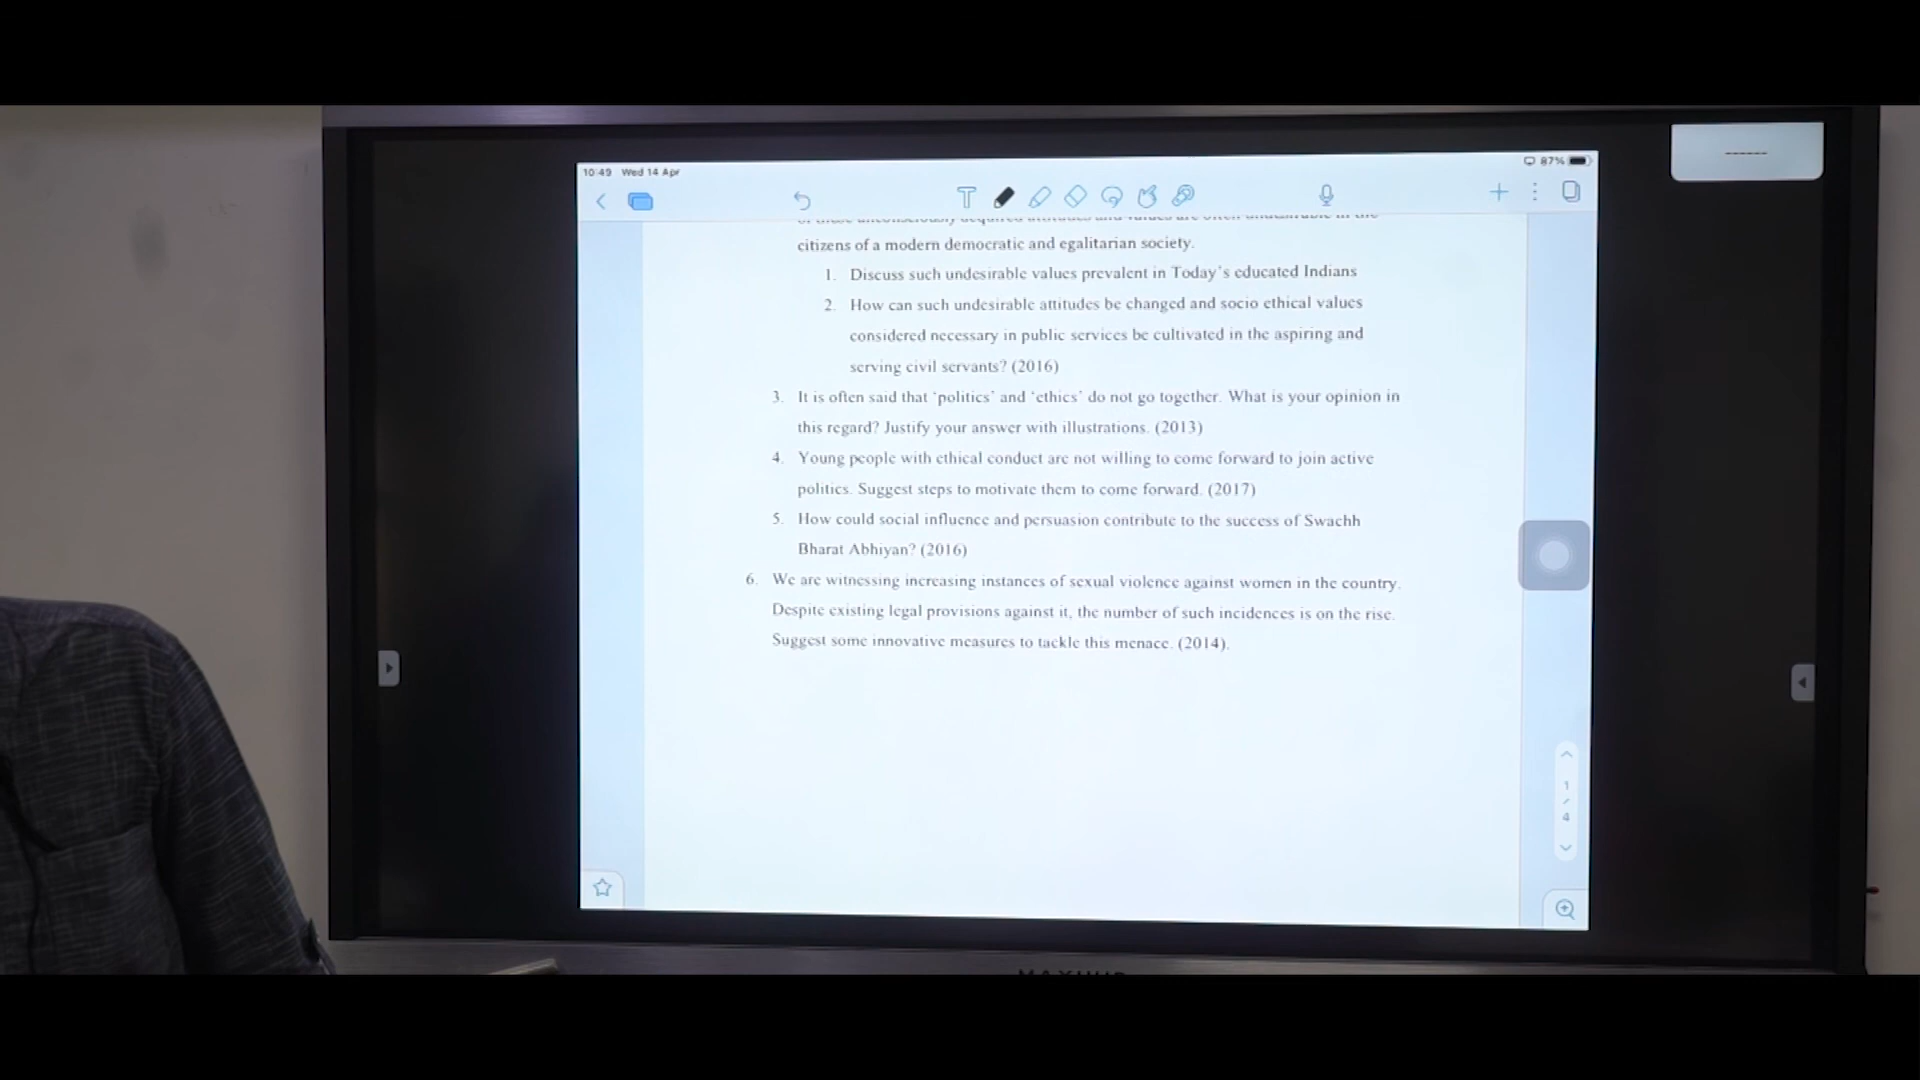 10:49 Wed 14 Apr
87%
citizens of a modern democratic and egalitarian society.
1. Discuss such undesirable values prevalent in Today's educated Indians
2. How can such undesirable attitudes be changed and socio ethical values
considered necessary in public services be cultivated in the aspiring and
serving civil servants? (2016)
3. It is often said that 'politics' and 'ethics' do not go together. What is your opinion in
this regard? Justify your answer with illustrations. (2013)
4. Young people with ethical conduct are not willing to come forward to join active
politics. Suggest steps to motivate them to come forward. (2017)
5. How could social influence and persuasion contribute to the success of Swachh
Bharat Abhiyan? (2016)
6. We are witnessing increasing instances of sexual violence against women in the country.
Despite existing legal provisions against it, the number of such incidences is on the rise.
Suggest some innovative measures to tackle this menace. (2014).
1
/
4